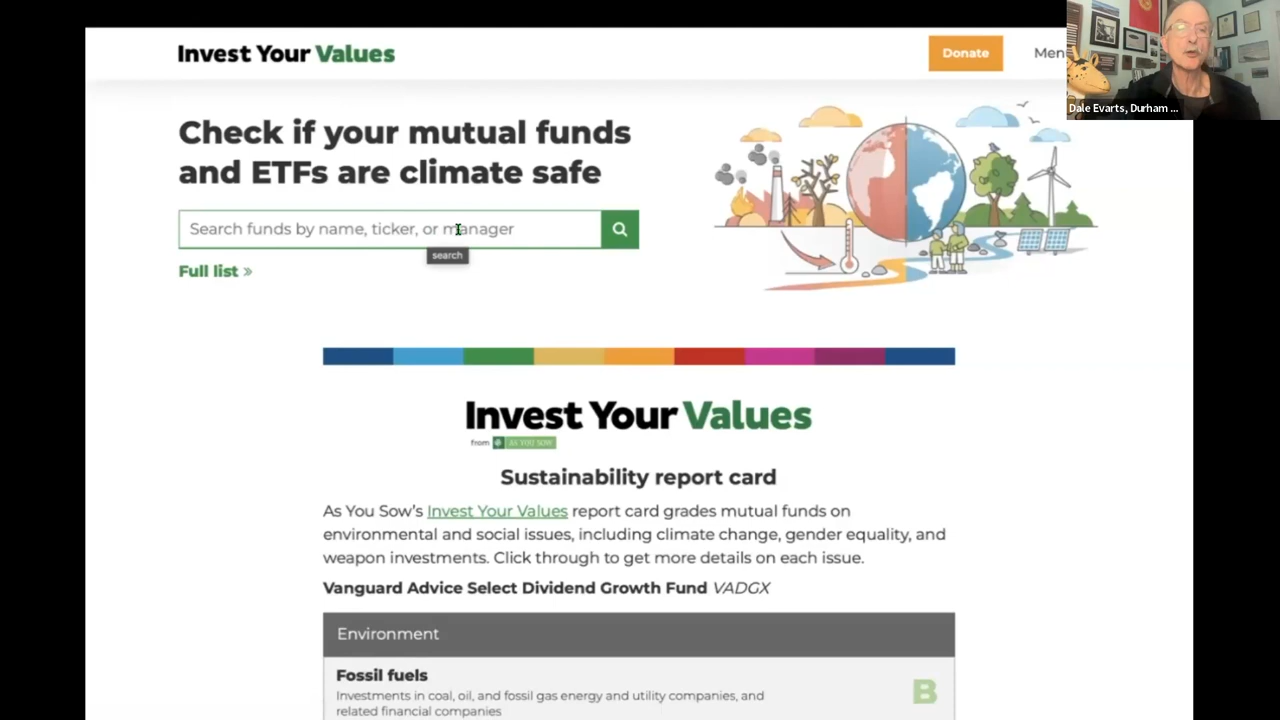 Invest Your Values
Donate
Men
Dale Evarts, Durham ...
Check if your mutual funds
and ETFs are climate safe
Search funds by name, ticker, or manager
search
Full list »
Invest Your Values
from AS YOU SOW
Sustainability report card
As You Sow's Invest Your Values report card grades mutual funds on
environmental and social issues, including climate change, gender equality, and
weapon investments. Click through to get more details on each issue.
Vanguard Advice Select Dividend Growth Fund VADGX
Environment
Fossil fuels
B
Investments in coal, oil, and fossil gas energy and utility companies, and
related financial companies